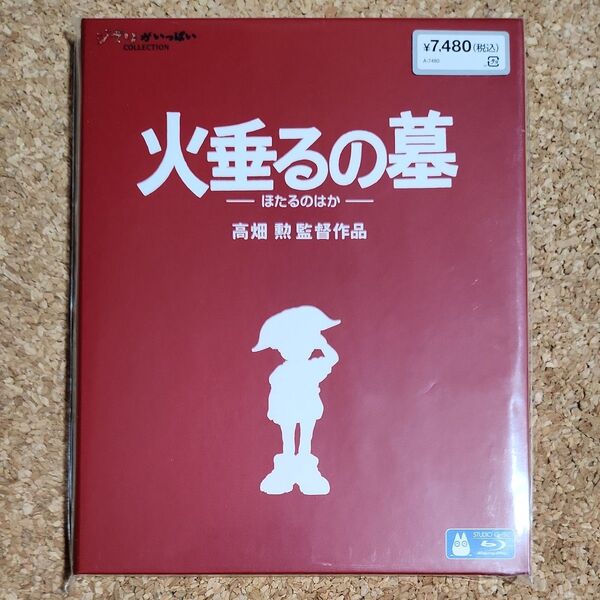 ジブリがいっぱい
COLLECTION
¥7,480(税込)
A-7480
火垂るの墓
ほたるのはか
高畑 勲 監督作品
STUDIO GHIBLI